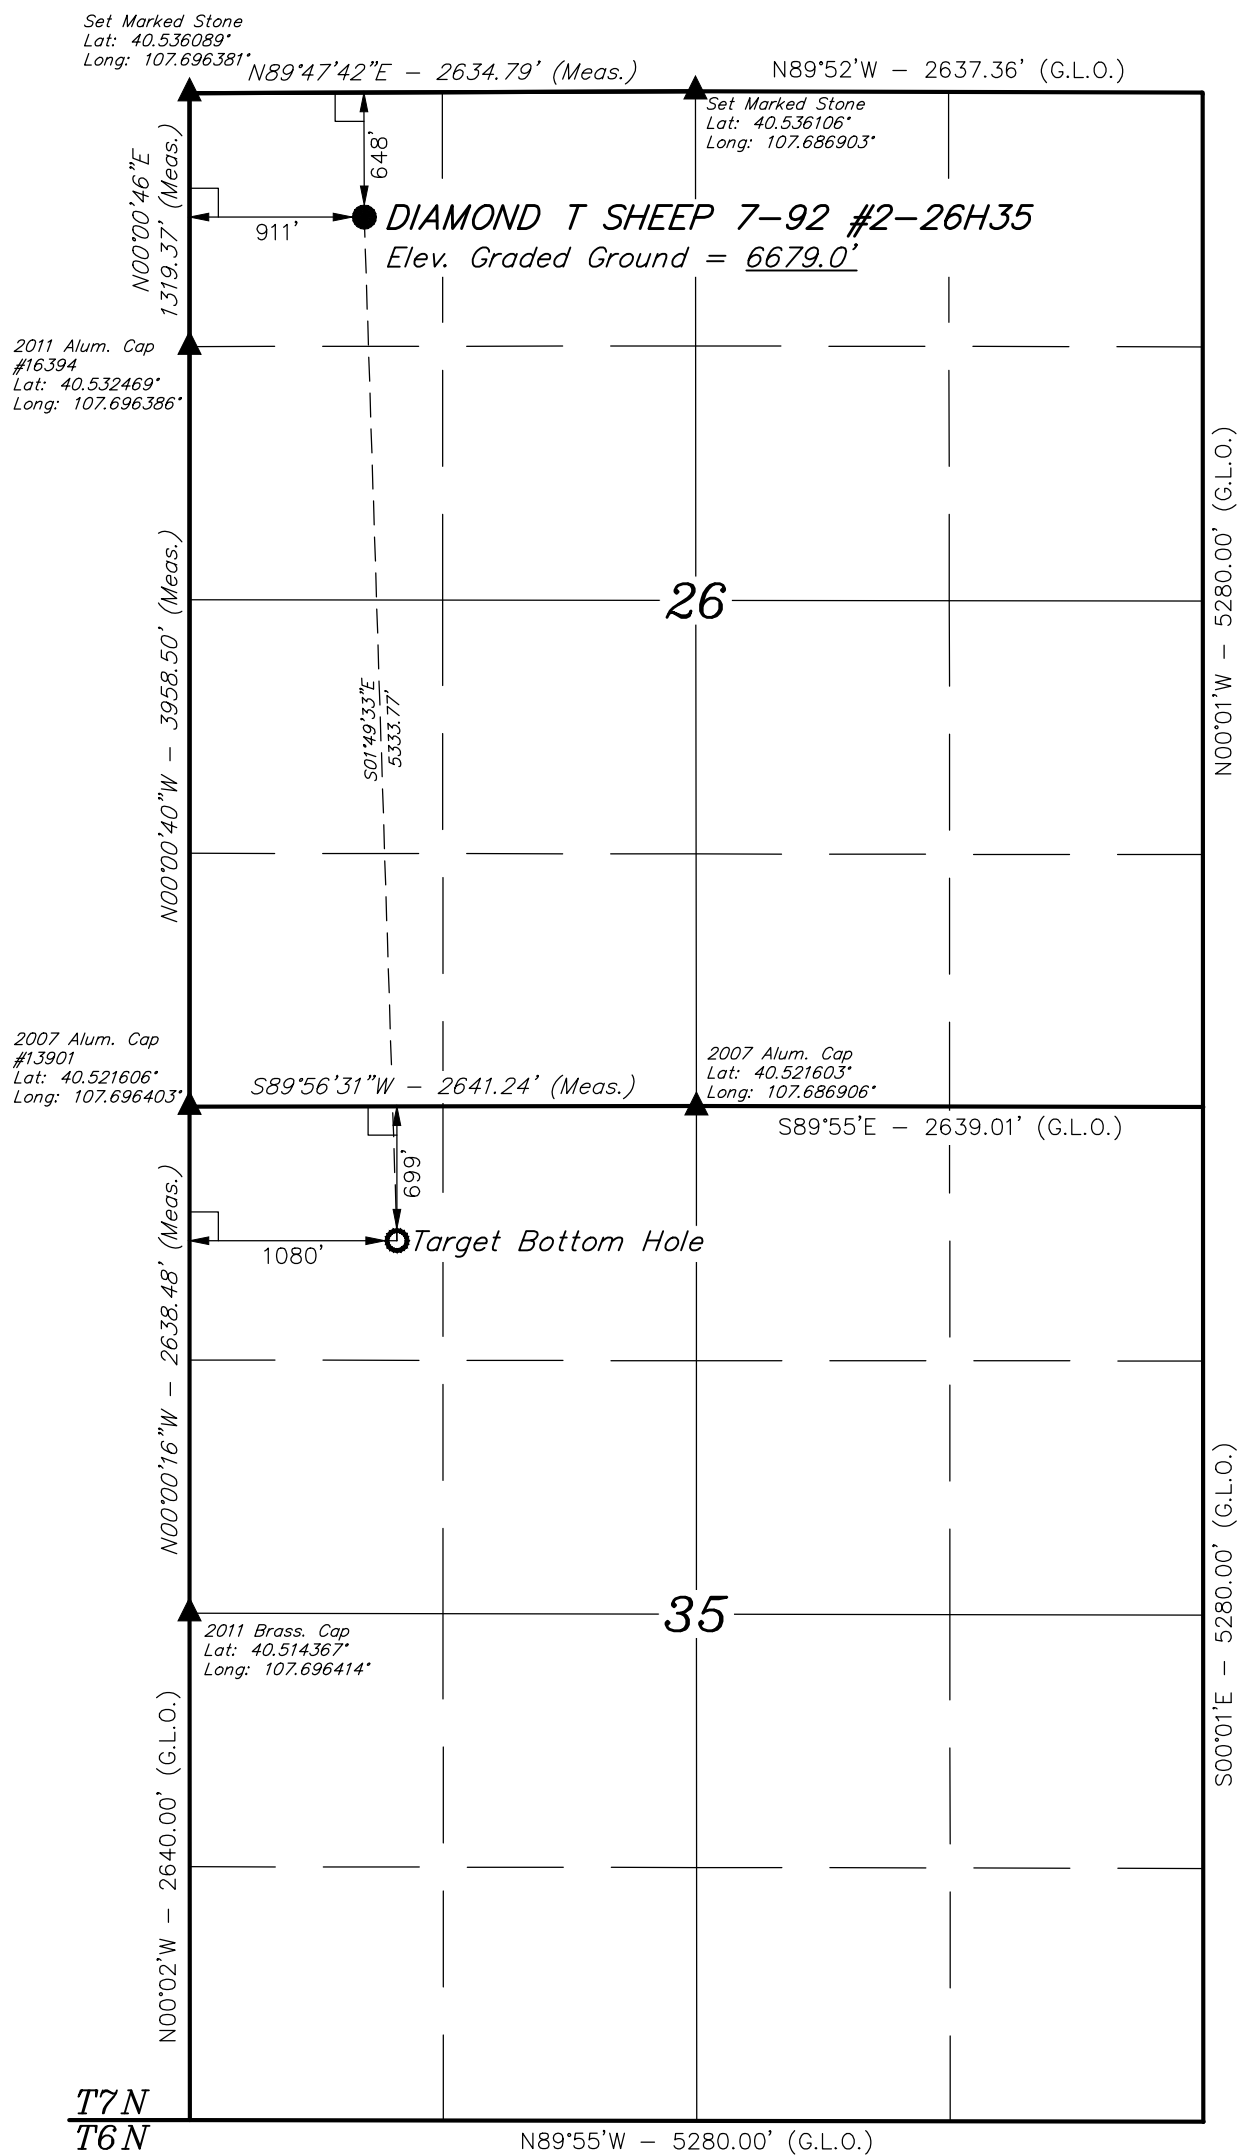 Set Marked Stone
Lat: 40.536089°
Long: 107.696381°
N89°47'42"E – 2634.79' (Meas.)
N89°52'W – 2637.36' (G.L.O.)
Set Marked Stone
Lat: 40.536106°
Long: 107.686903°
648'
N00°00'46"E
1319.37' (Meas.)
911'
DIAMOND T SHEEP 7-92 #2-26H35
Elev. Graded Ground = 6679.0'
2011 Alum. Cap
#16394
Lat: 40.532469°
Long: 107.696386°
N00°01'W – 5280.00' (G.L.O.)
26
N00°00'40"W – 3958.50' (Meas.)
S01°49'33"E
5333.77'
2007 Alum. Cap
#13901
Lat: 40.521606°
Long: 107.696403°
S89°56'31"W – 2641.24' (Meas.)
2007 Alum. Cap
Lat: 40.521603°
Long: 107.686906°
S89°55'E – 2639.01' (G.L.O.)
699'
1080'
Target Bottom Hole
N00°00'16"W – 2638.48' (Meas.)
35
S00°01'E – 5280.00' (G.L.O.)
2011 Brass. Cap
Lat: 40.514367°
Long: 107.696414°
N00°02'W – 2640.00' (G.L.O.)
T7N
T6N
N89°55'W – 5280.00' (G.L.O.)